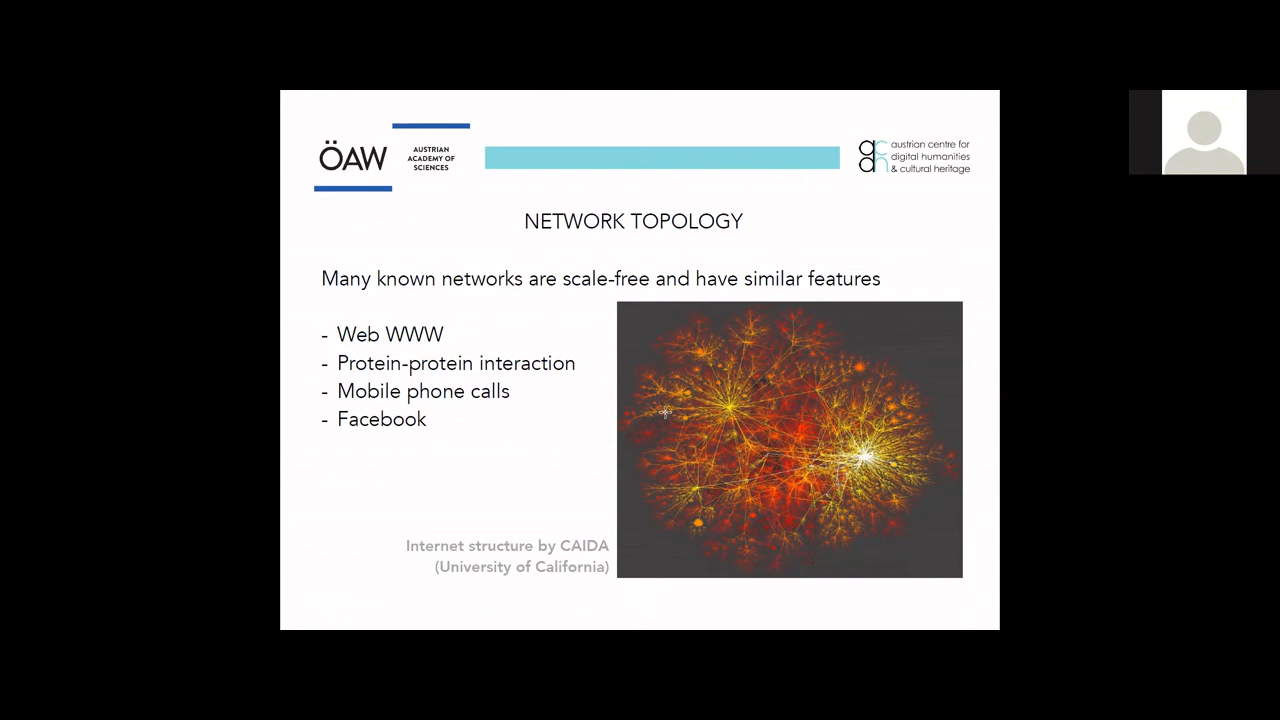 ÖAW
AUSTRIAN
ACADEMY OF
SCIENCES
austrian centre for
digital humanities
& cultural heritage
NETWORK TOPOLOGY
Many known networks are scale-free and have similar features
- Web WWW
- Protein-protein interaction
- Mobile phone calls
- Facebook
Internet structure by CAIDA
(University of California)